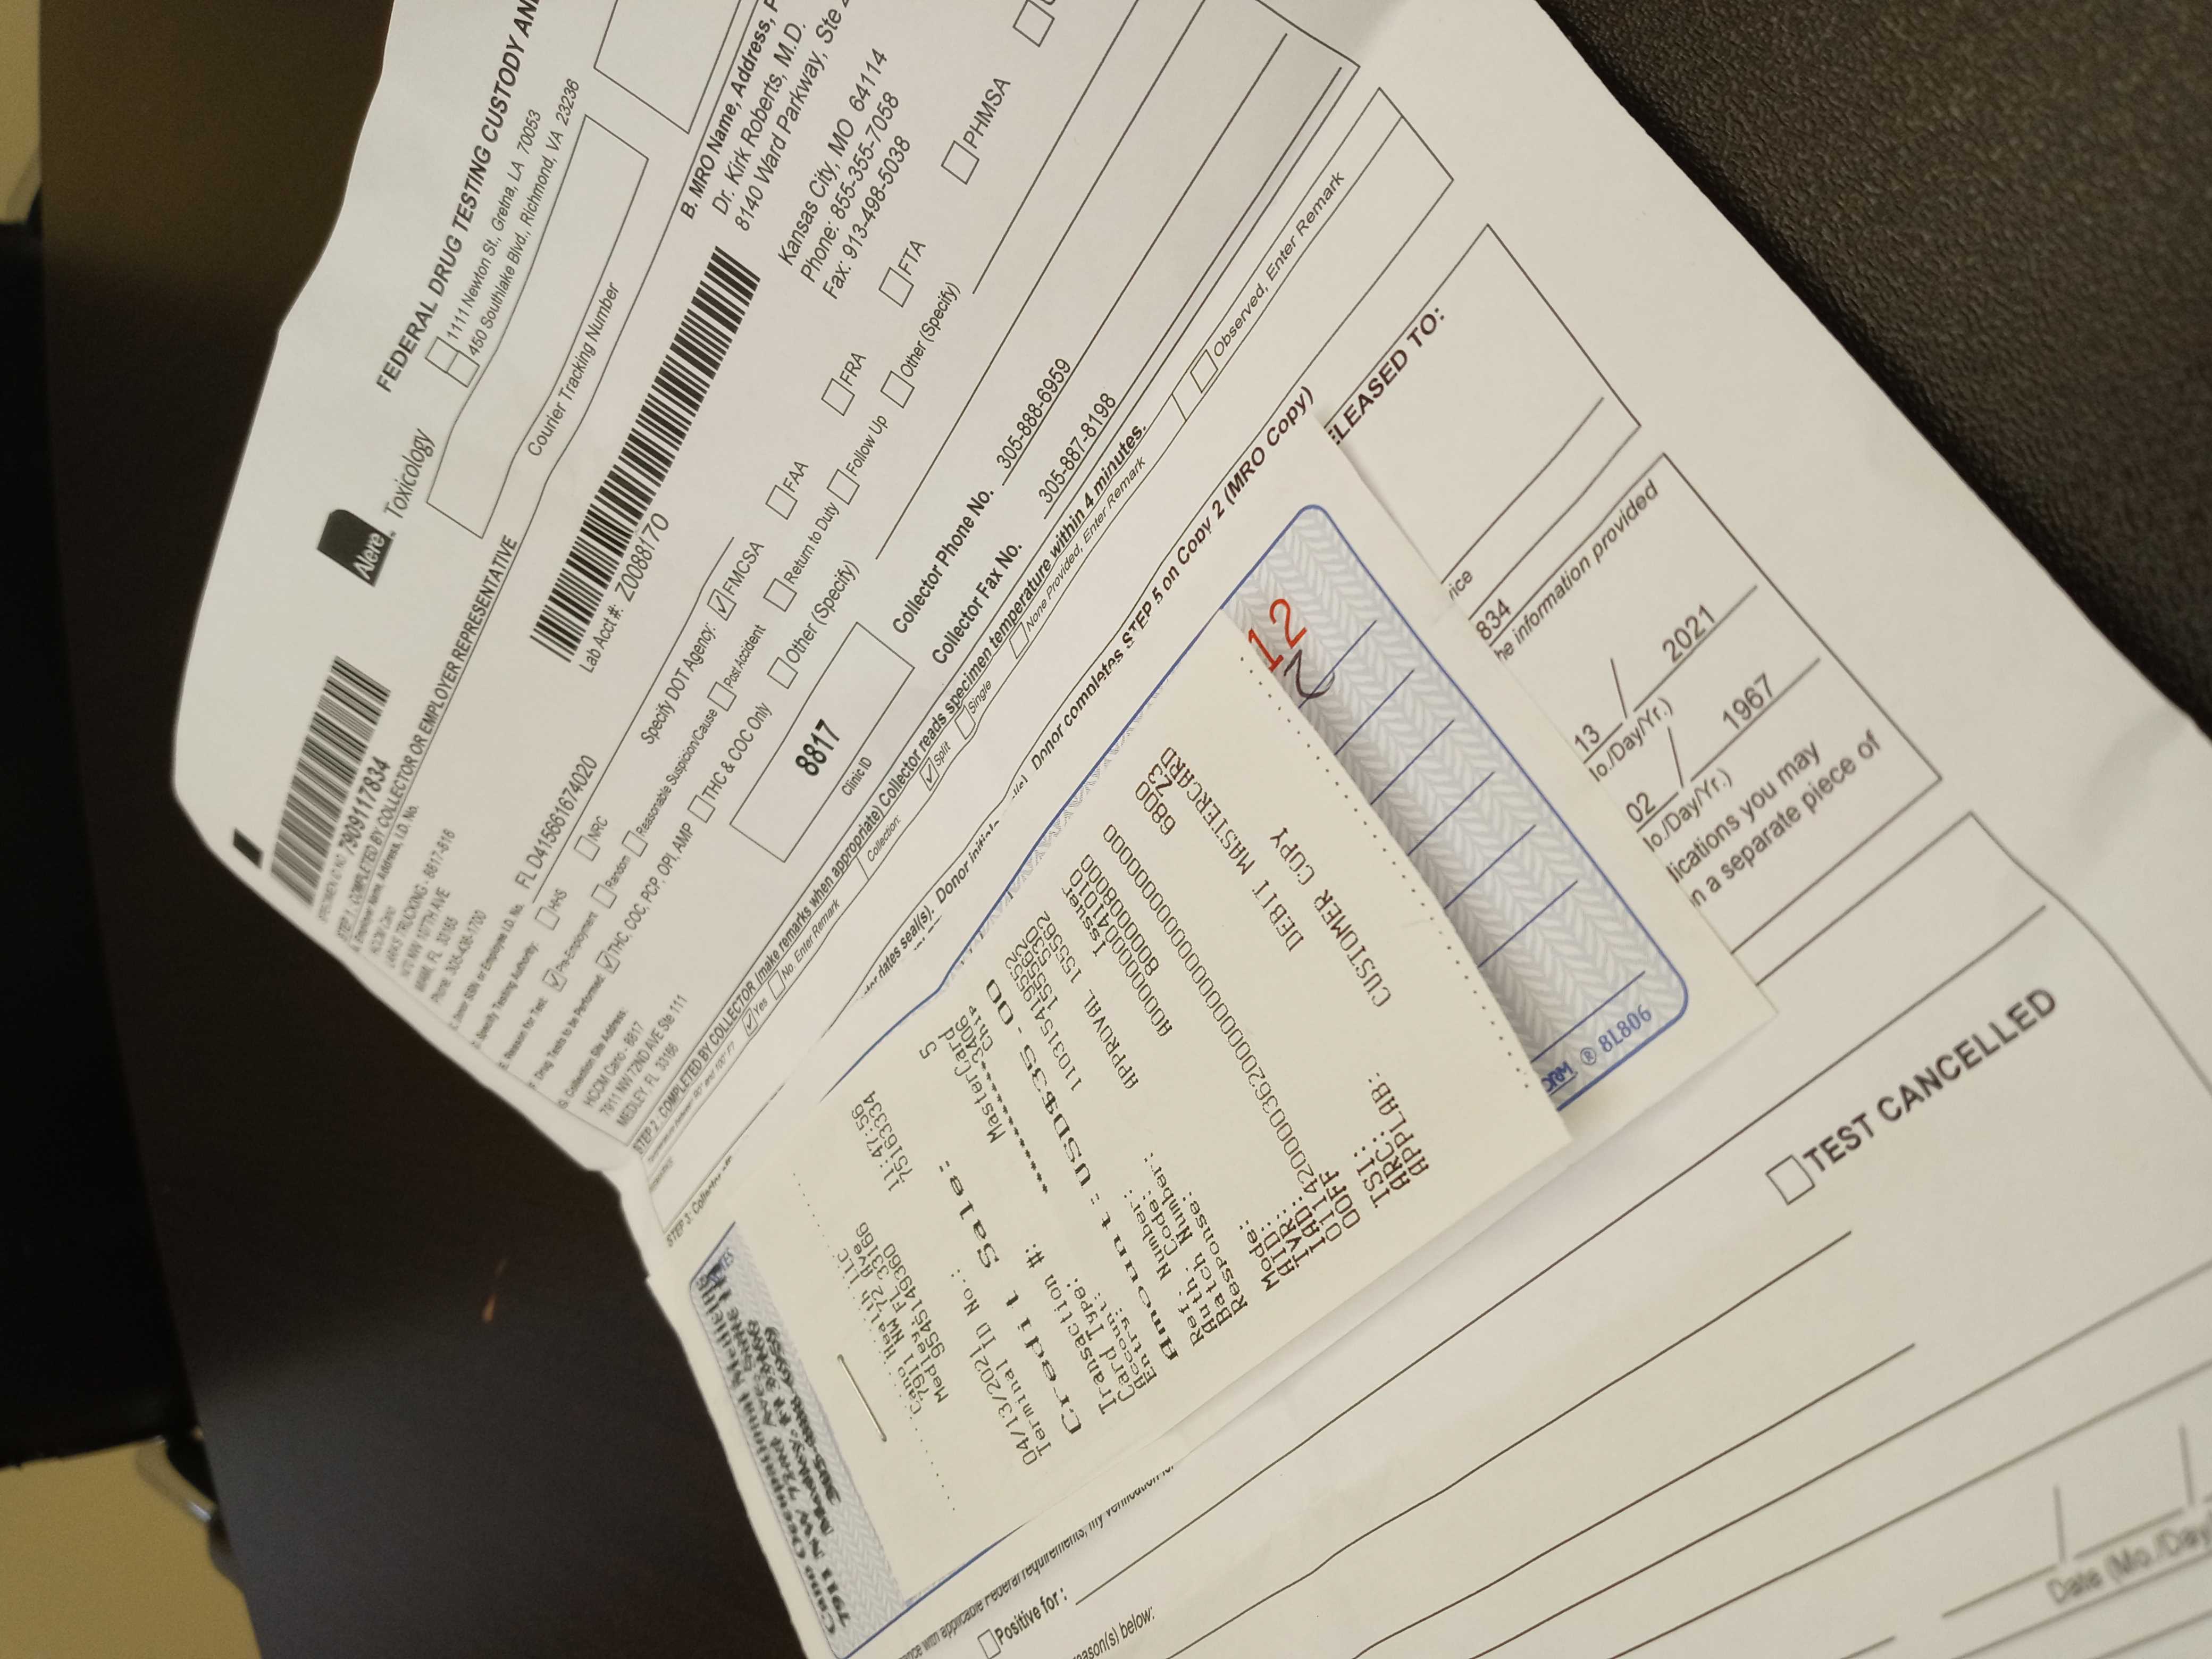 SPECIMEN ID NO. 7909117834
Alere
Toxicology
FEDERAL DRUG TESTING CUSTODY AN
1111 Newton St., Gretna, LA 70053
450 Southlake Blvd., Richmond, VA 23236
STEP 1: COMPLETED BY COLLECTOR OR EMPLOYER REPRESENTATIVE
Courier Tracking Number
A. Employer Name, Address, I.D. No.
HCCM Cano
TRUCKING - 8817-816
NW 107TH AVE
MIAMI, FL
Phone: 305-436-1700
Lab Acct #: Z0088170
B. MRO Name, Address, P
Dr. Kirk Roberts, M.D.
8140 Ward Parkway, Ste
Kansas City, MO 64114
Phone: 855-355-7058
Fax: 913-498-5038
C. Donor SSN or Employee I.D. No. FL D415661674020
D. Specify Testing Authority: HHS NRC Specify DOT Agency: FMCSA FAA FRA FTA PHMSA
E. Reason for Test: Pre-Employment Random Reasonable Suspicion/Cause Post Accident Return to Duty Follow Up Other (Specify)
F. Drug Tests to be Performed: THC, COC, PCP, OPI, AMP THC & COC Only Other (Specify)
G. Collection Site Address:
HCCM Cano - 8817
7911 NW 72ND AVE Ste 111
MEDLEY, FL 33166
8817
Clinic ID
Collector Phone No. 305-888-6959
Collector Fax No. 305-887-8198
STEP 2: COMPLETED BY COLLECTOR (make remarks when appropriate) Collector reads specimen temperature within 4 minutes.
Yes No, Enter Remark
Collection: Split Single None Provided, Enter Remark Observed, Enter Remark
STEP 3:
dates seal(s). Donor initials
Donor completes STEP 5 on Copy 2 (MRO Copy)
LEASED TO:
834
he information provided
13 / 2021
o./Day/Yr.)
02 / 1967
o./Day/Yr.)
lications you may
n a separate piece of
Cano Occupational Medicine
7911 NW 72nd Ave, Suite 111
Medley, Fl 33166
305-888-6959
Cano Health LLC
7911 NW 72 Ave
Medley, FL 33166
9545149360
04/13/2021 11:47:56
Terminal ID No.: 75163334
Credit Sale:
Transaction #: 5
Card Type: MasterCard
Account: **********3406
Entry: Chip
Amount: USD$35.00
Ref. Number: 110315419552
Auth. Code: 155562
Batch Number: 530
Response: APPROVAL 155562
Mode: Issuer
AID: A0000000041010
TVR: 8000008000
IAD:
00FF
TSI: 6800
ARC: Z3
APPLAB: DEBIT MASTERCARD
CUSTOMER COPY
12
® 8L806
Positive for:
reason(s) below:
TEST CANCELLED
Date (Mo./Day/